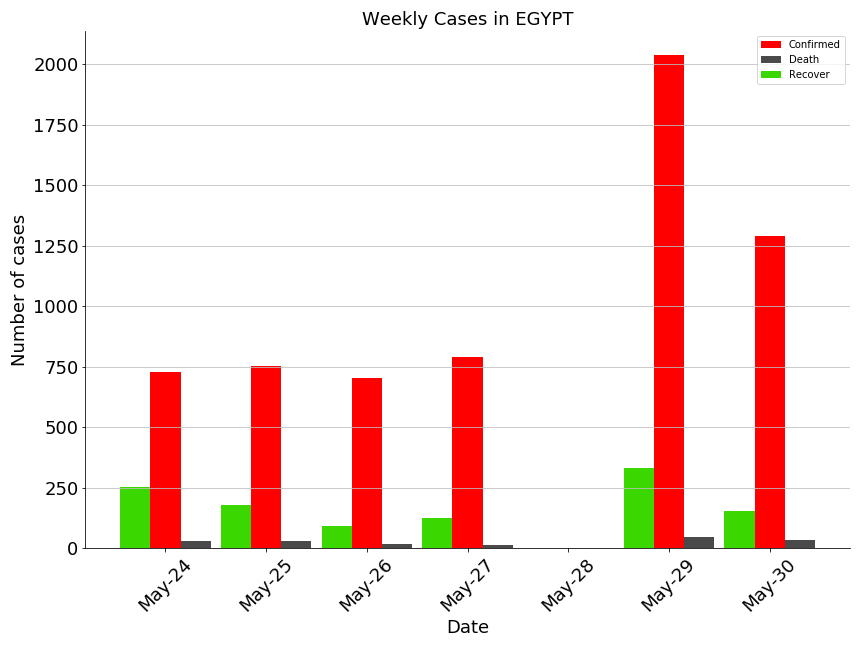 Weekly Cases in EGYPT
Confirmed
Death
Recover
Number of cases
2000
1750
1500
1250
1000
750
500
250
0
May-24
May-25
May-26
May-27
May-28
May-29
May-30
Date